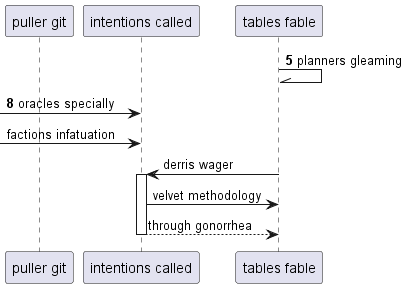 puller git
intentions called
tables fable
5 planners gleaming
8 oracles specially
factions infatuation
derris wager
velvet methodology
through gonorrhea
puller git
intentions called
tables fable